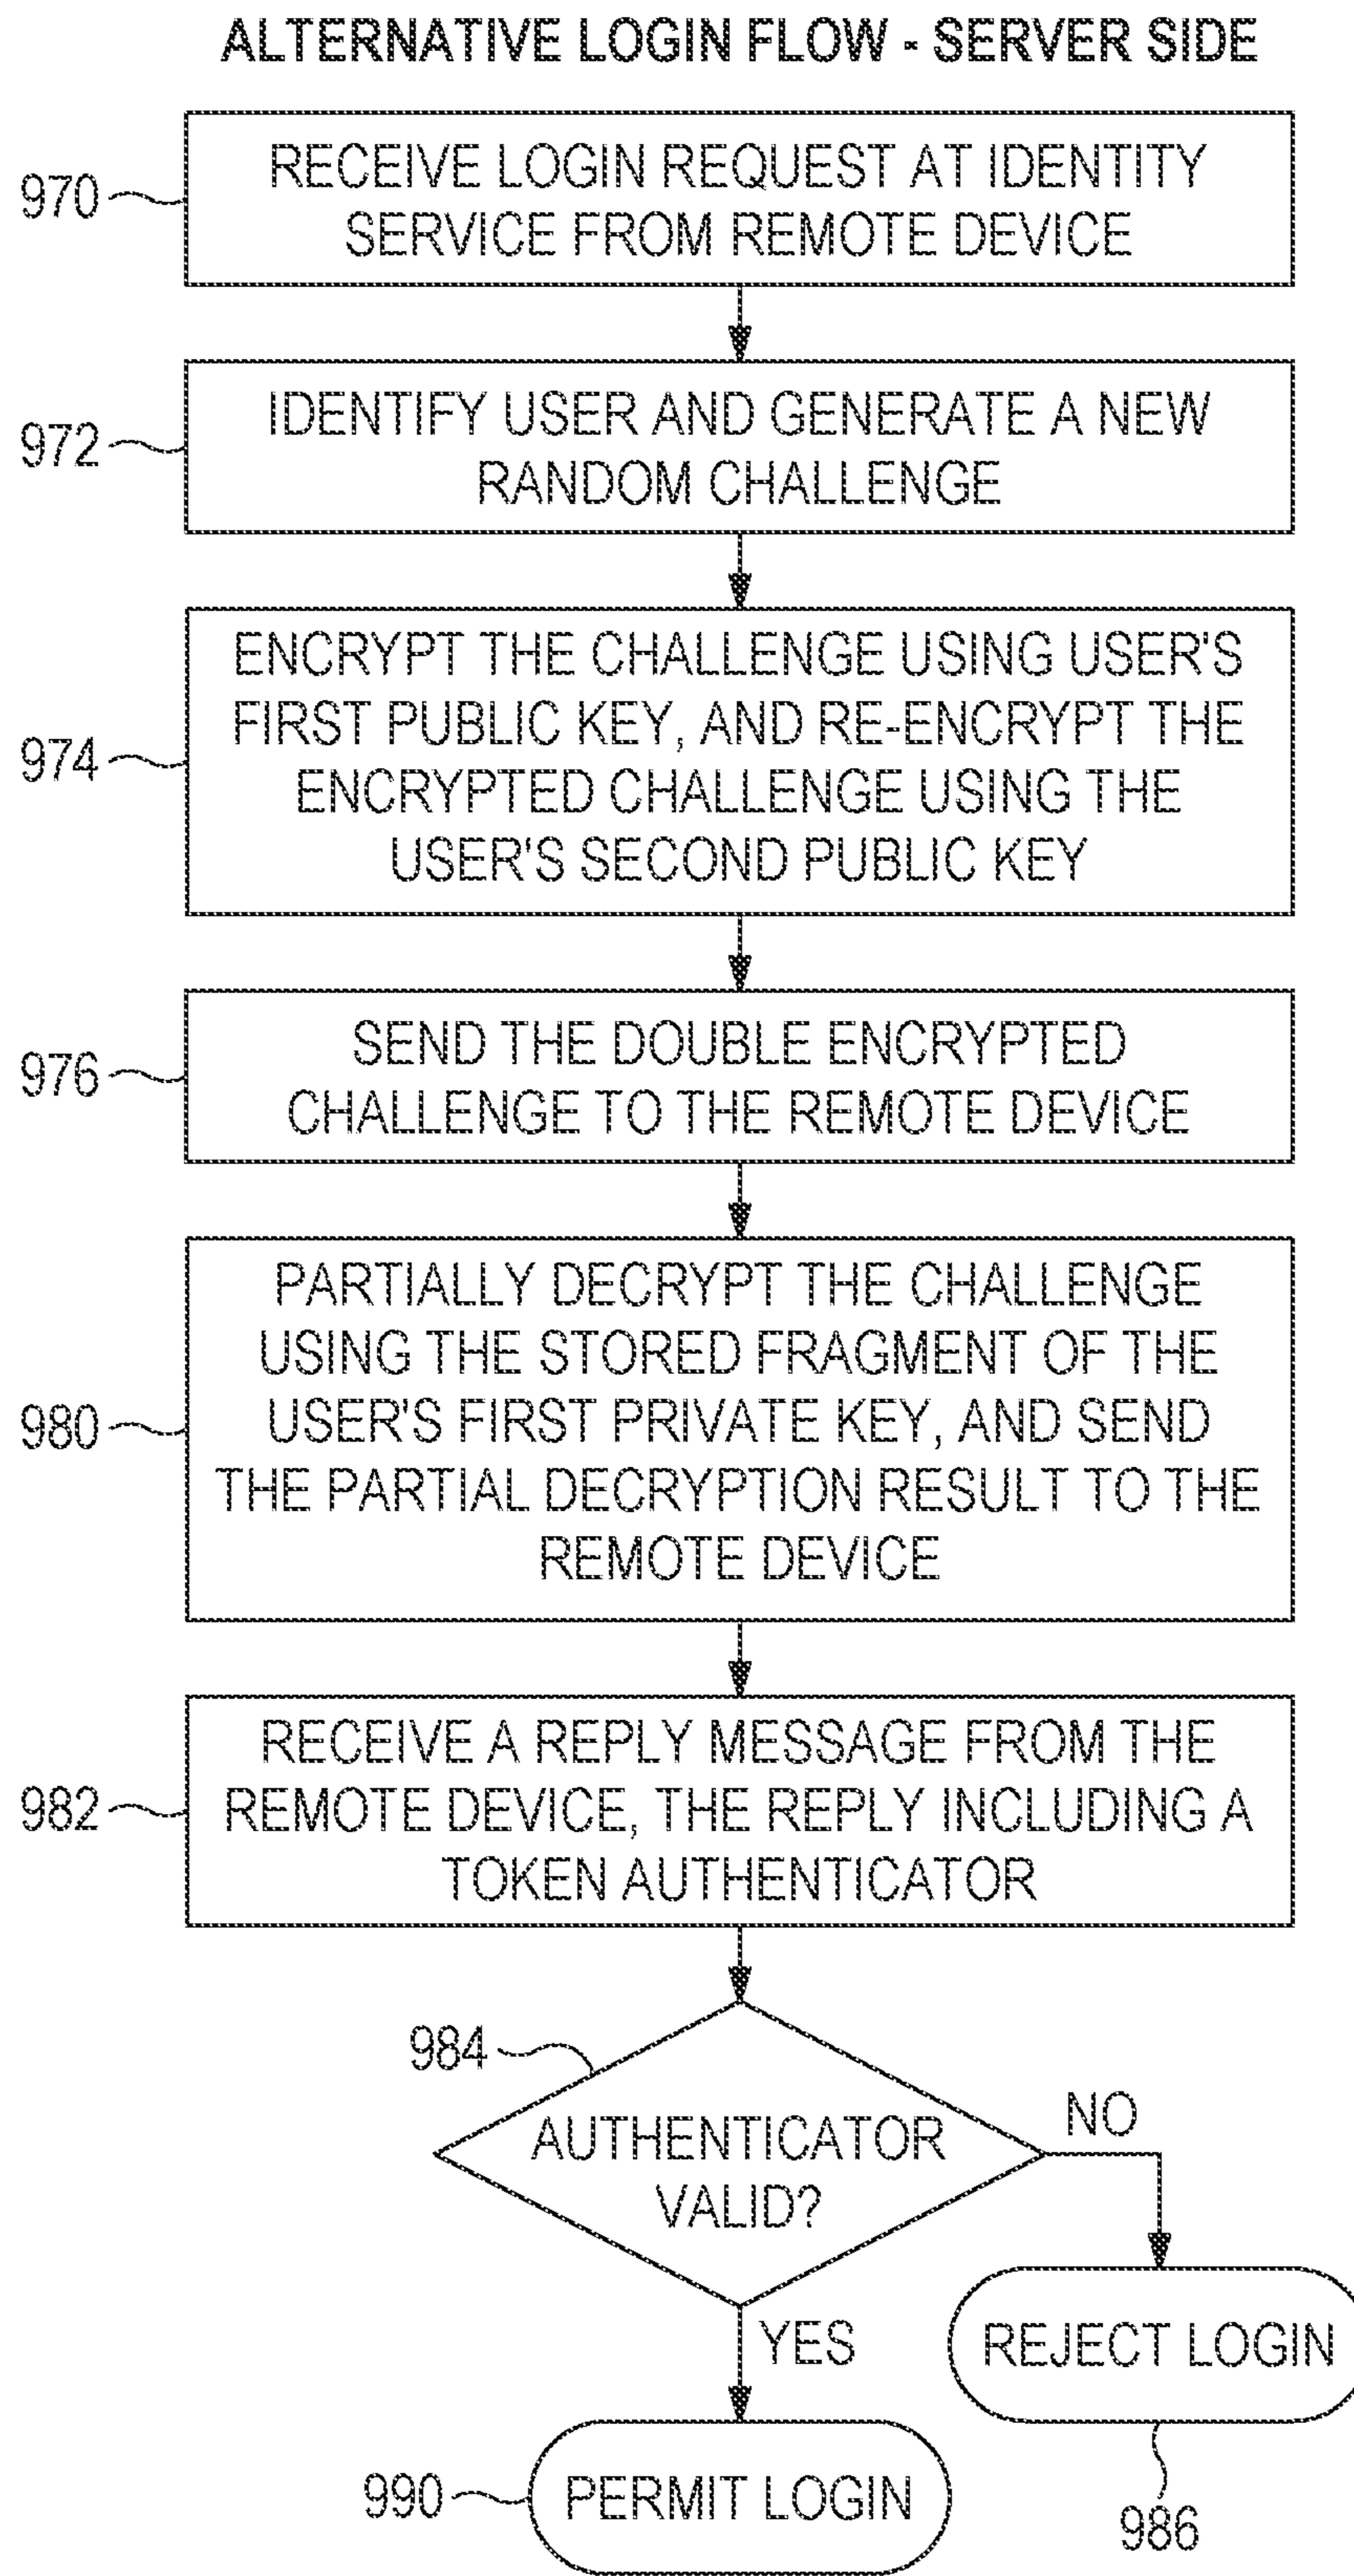 ALTERNATIVE LOGIN FLOW - SERVER SIDE
970
RECEIVE LOGIN REQUEST AT IDENTITY
SERVICE FROM REMOTE DEVICE
972
IDENTIFY USER AND GENERATE A NEW
RANDOM CHALLENGE
974
ENCRYPT THE CHALLENGE USING USER'S
FIRST PUBLIC KEY, AND RE-ENCRYPT THE
ENCRYPTED CHALLENGE USING THE
USER'S SECOND PUBLIC KEY
976
SEND THE DOUBLE ENCRYPTED
CHALLENGE TO THE REMOTE DEVICE
980
PARTIALLY DECRYPT THE CHALLENGE
USING THE STORED FRAGMENT OF THE
USER'S FIRST PRIVATE KEY, AND SEND
THE PARTIAL DECRYPTION RESULT TO THE
REMOTE DEVICE
982
RECEIVE A REPLY MESSAGE FROM THE
REMOTE DEVICE, THE REPLY INCLUDING A
TOKEN AUTHENTICATOR
984
AUTHENTICATOR
VALID?
NO
YES
REJECT LOGIN
986
990
PERMIT LOGIN